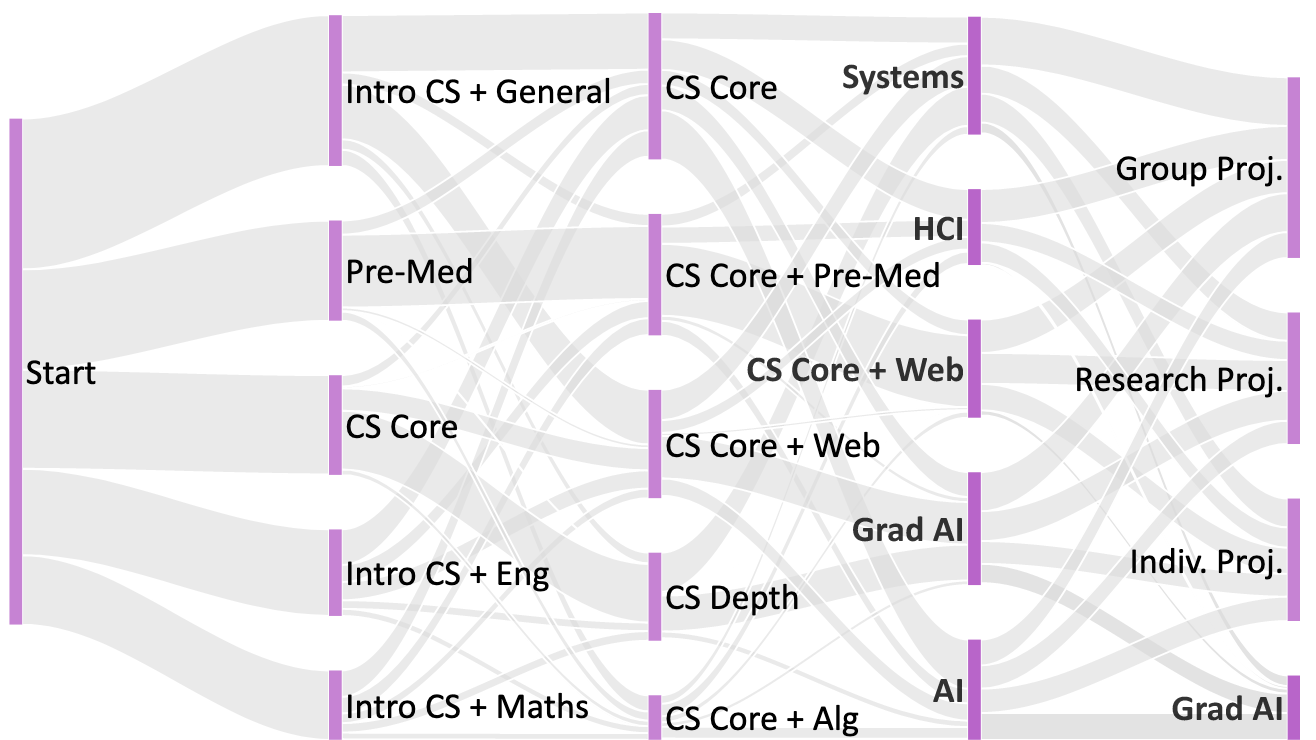 Start
Intro CS + General
Pre-Med
CS Core
Intro CS + Eng
Intro CS + Maths
CS Core
CS Core + Pre-Med
CS Core + Web
CS Depth
CS Core + Alg
Systems
HCI
CS Core + Web
Grad AI
AI
Group Proj.
Research Proj.
Indiv. Proj.
Grad AI